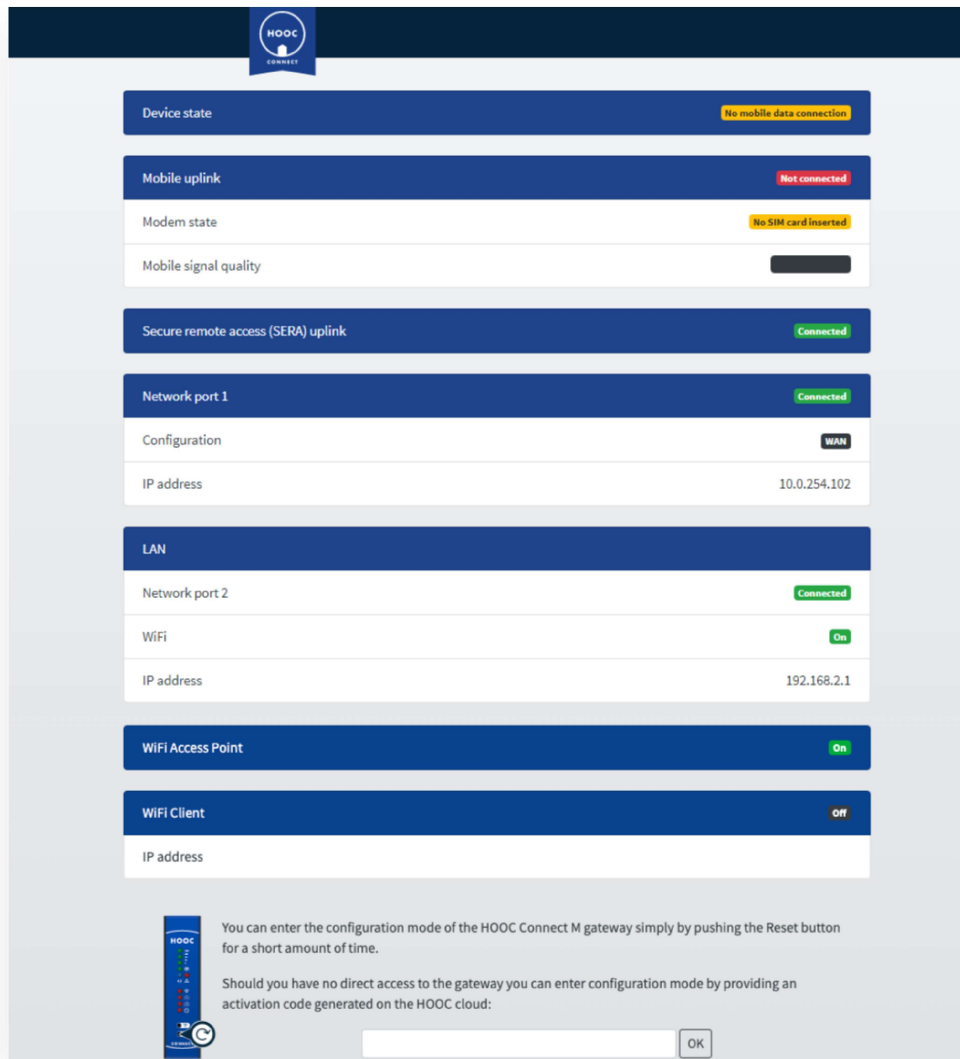 HOOC
CONNECT
Device state No mobile data connection
Mobile uplink Not connected
Modem state No SIM card inserted
Mobile signal quality
Secure remote access (SERA) uplink Connected
Network port 1 Connected
Configuration WAN
IP address 10.0.254.102
LAN
Network port 2 Connected
WiFi On
IP address 192.168.2.1
WiFi Access Point On
WiFi Client Off
IP address
HOOC
You can enter the configuration mode of the HOOC Connect M gateway simply by pushing the Reset button
for a short amount of time.
Should you have no direct access to the gateway you can enter configuration mode by providing an
activation code generated on the HOOC cloud:
CONNECT
OK